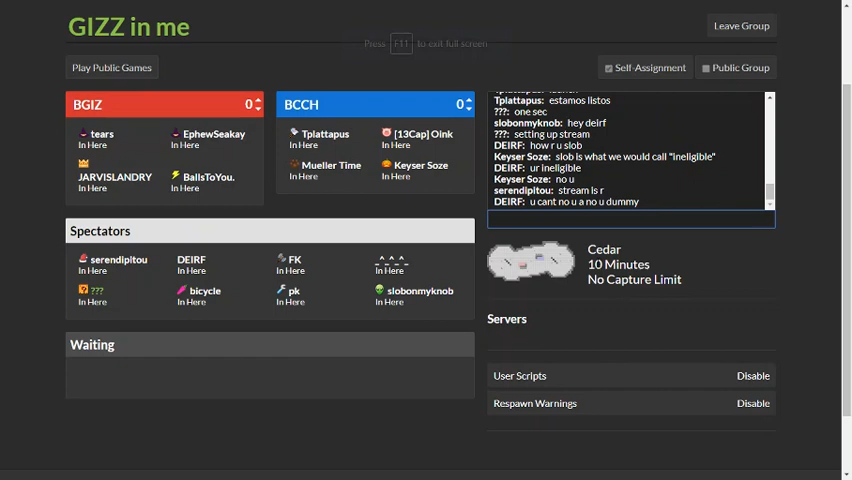 GIZZ in me
Leave Group
Press F11 to exit full screen
Play Public Games
Self-Assignment
Public Group
BGIZ 0
tears
In Here
EphewSeakay
In Here
JARVISLANDRY
In Here
BallsToYou.
In Here
BCCH 0
Tplattapus
In Here
[13Cap] Oink
In Here
Mueller Time
In Here
Keyser Soze
In Here
Tplattapus: estamos listos
???: one sec
slobonmyknob: hey deirf
???: setting up stream
DEIRF: how r u slob
Keyser Soze: slob is what we would call "ineligible"
DEIRF: ur ineligible
Keyser Soze: no u
serendipitou: stream is r
DEIRF: u cant no u a no u dummy
Spectators
serendipitou
In Here
DEIRF
In Here
FK
In Here
^_^_^_^
In Here
???
In Here
bicycle
In Here
pk
In Here
slobonmyknob
In Here
Waiting
Cedar
10 Minutes
No Capture Limit
Servers
User Scripts Disable
Respawn Warnings Disable